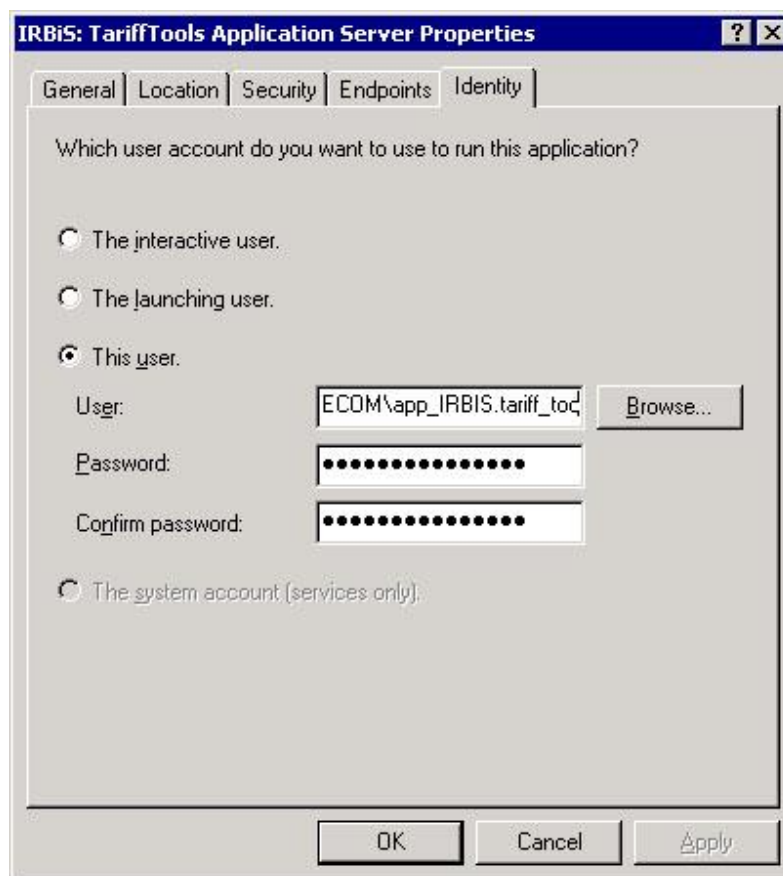 IRBiS: TariffTools Application Server Properties
General Location Security Endpoints Identity
Which user account do you want to use to run this application?
The interactive user.
The launching user.
This user.
User: ECOM\app_IRBIS.tariff_too Browse...
Password: ●●●●●●●●●●●●●●●
Confirm password: ●●●●●●●●●●●●●●●
The system account (services only).
OK Cancel Apply